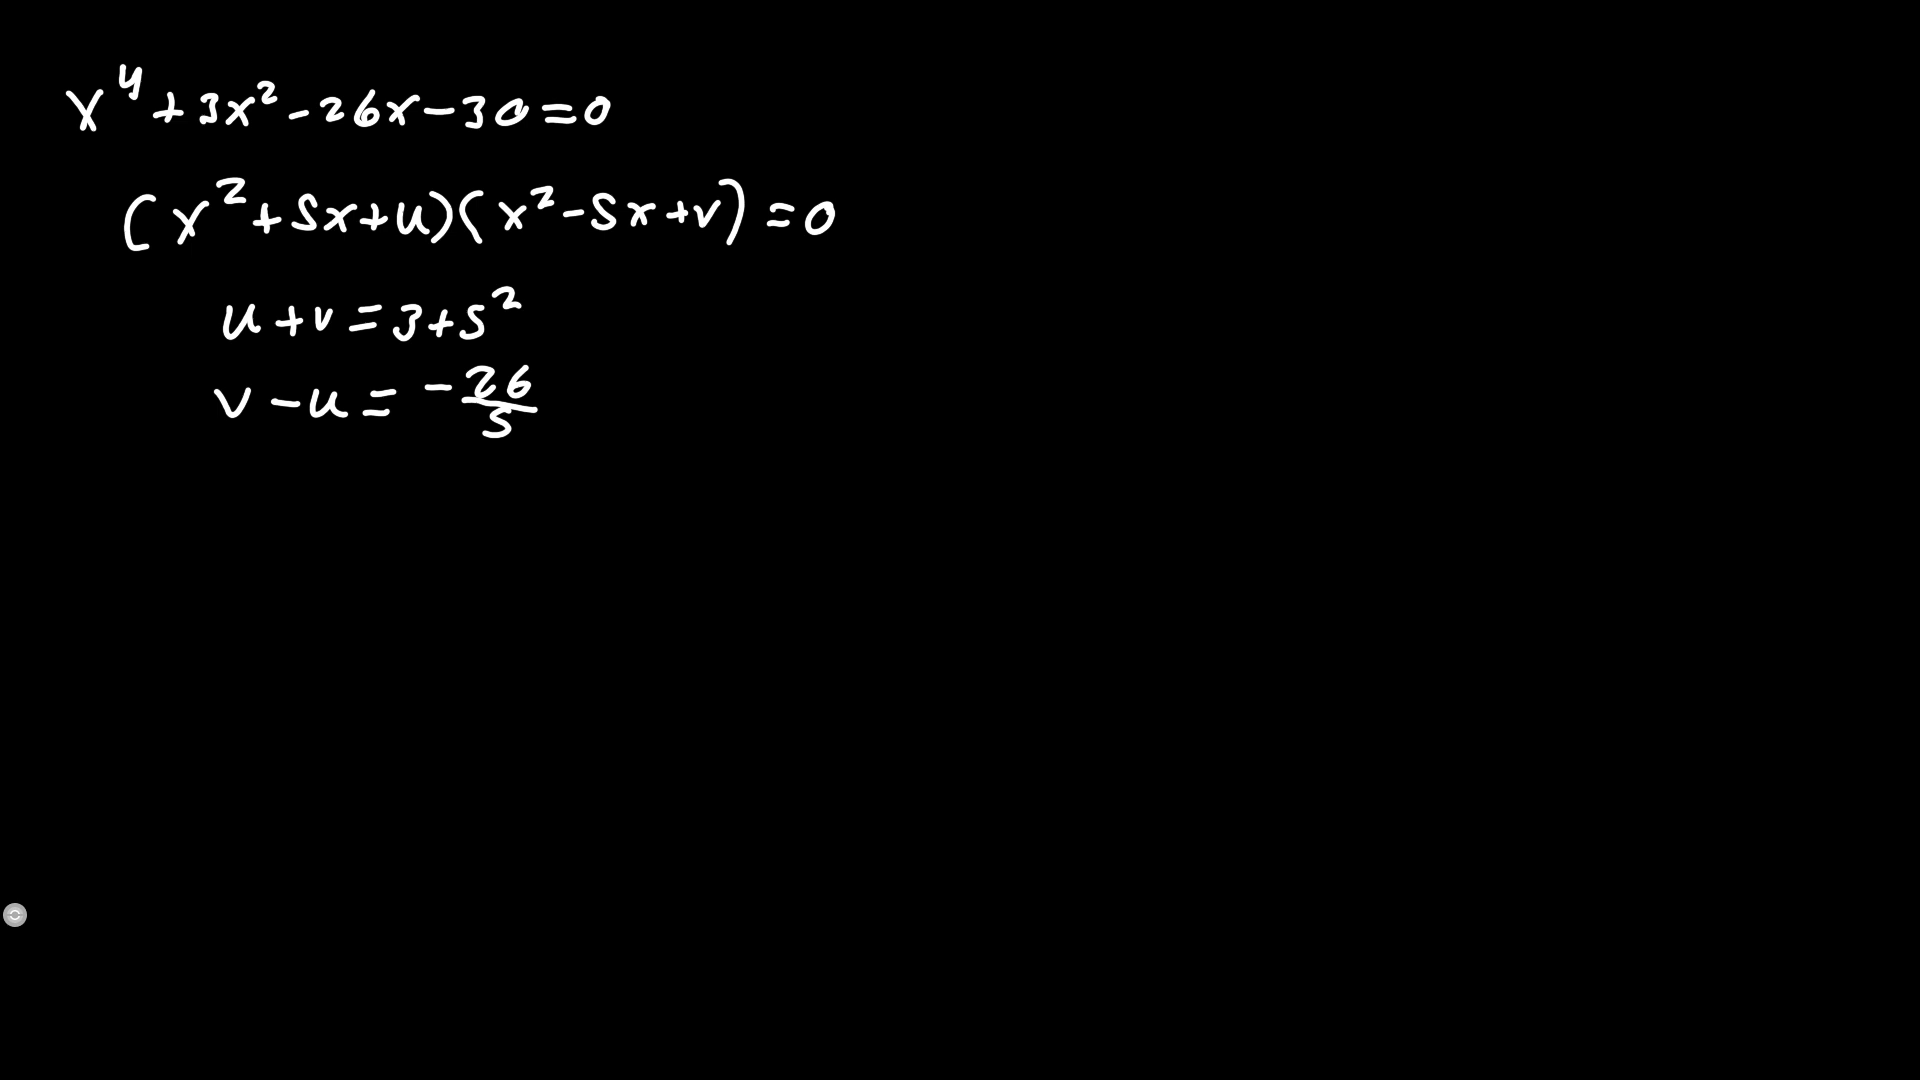 x⁴+3x²-26x-30=0
(x²+sx+u)(x²-sx+v)=0
u+v=3+s²
v-u=-26/s